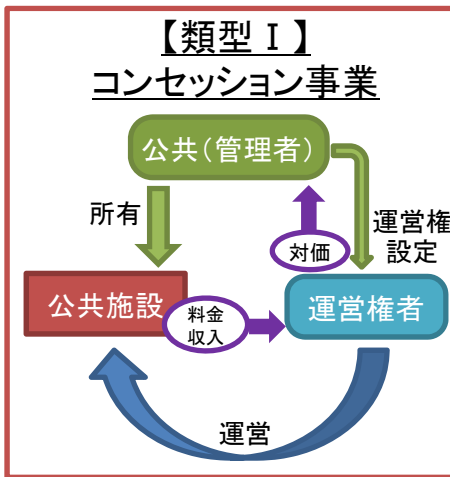 【類型Ⅰ】
コンセッション事業
公共(管理者)
所有
運営権
設定
対価
公共施設
料金
収入
運営権者
運営